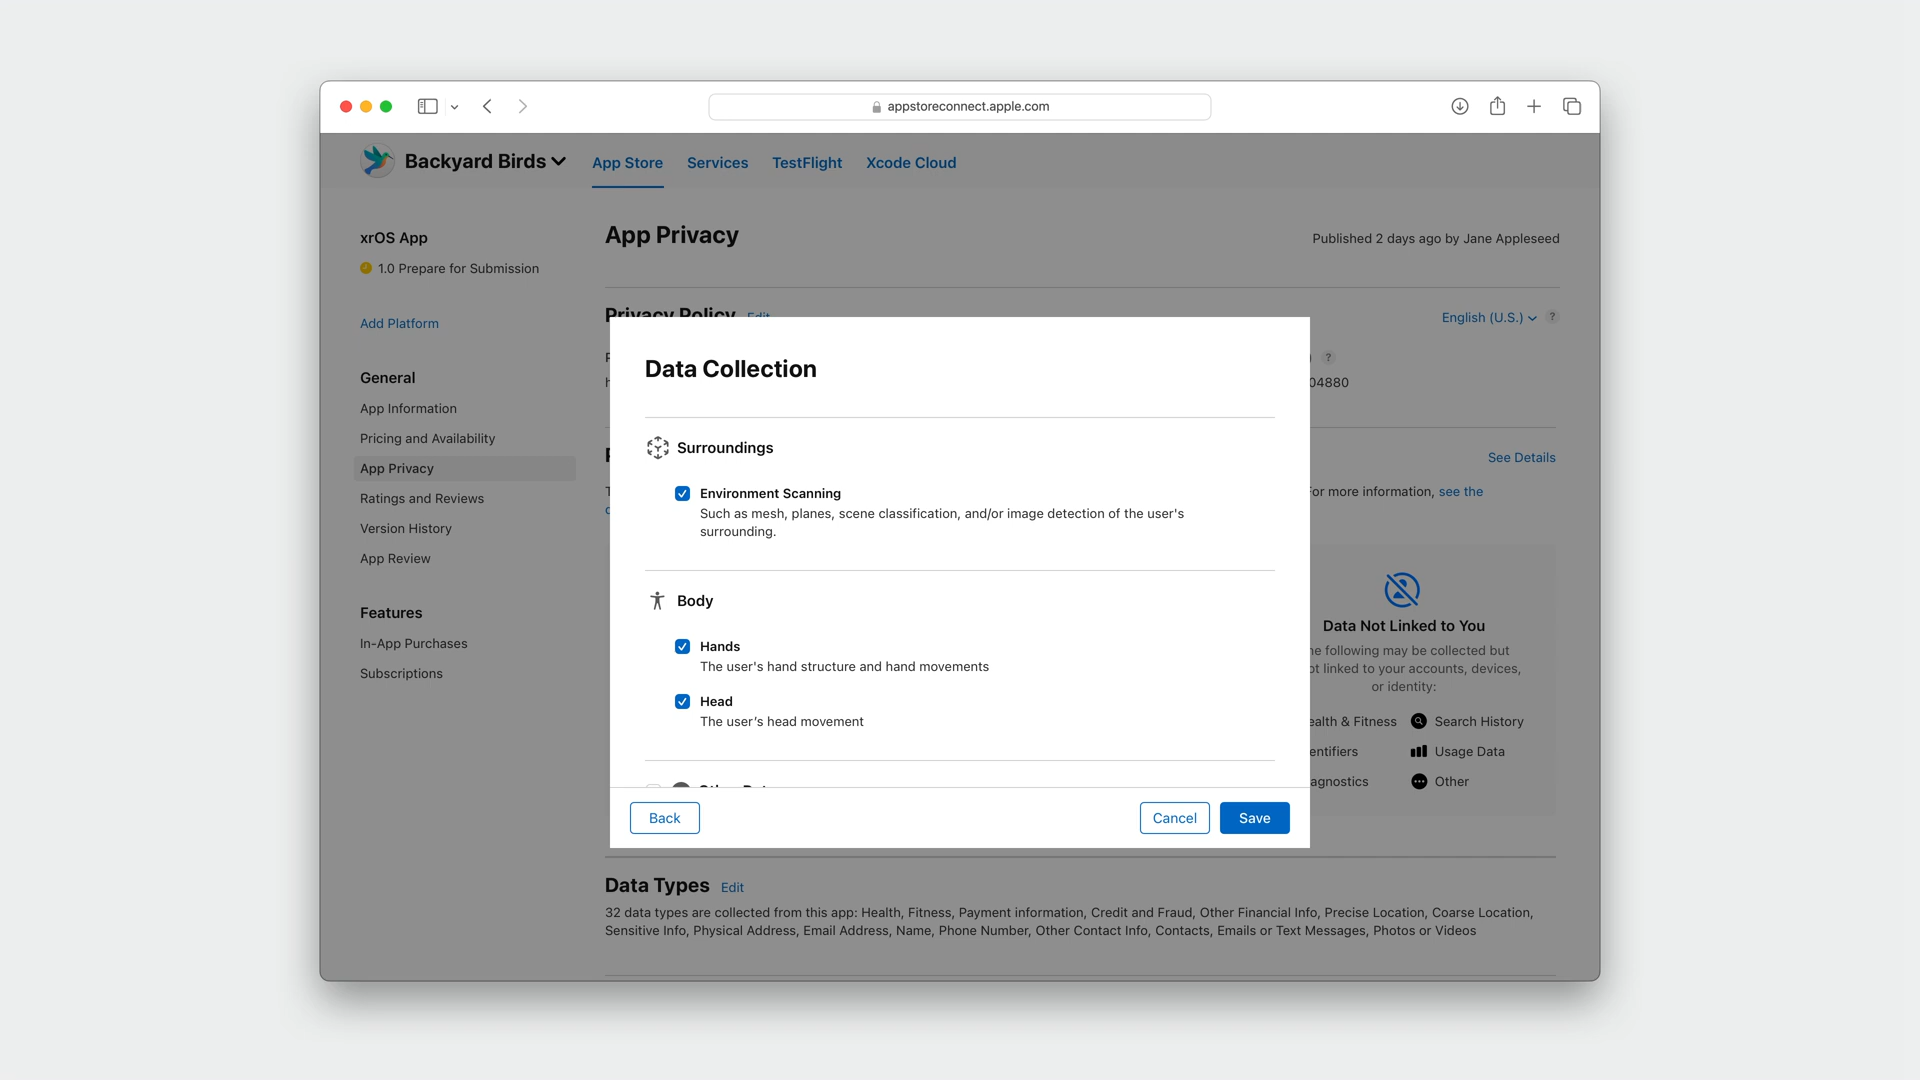 appstoreconnect.apple.com
Backyard Birds
App Store
Services
TestFlight
Xcode Cloud
xrOS App
1.0 Prepare for Submission
Add Platform
General
App Information
Pricing and Availability
App Privacy
Ratings and Reviews
Version History
App Review
Features
In-App Purchases
Subscriptions
App Privacy
Published 2 days ago by Jane Appleseed
Privacy Policy Edit
English (U.S.) ?
?
04880
See Details
For more information, see the
Data Collection
Surroundings
Environment Scanning
Such as mesh, planes, scene classification, and/or image detection of the user's
surrounding.
Body
Hands
The user's hand structure and hand movements
Head
The user’s head movement
Back
Cancel
Save
Data Not Linked to You
following may be collected but
linked to your accounts, devices,
or identity:
& Fitness
Search History
Usage Data
Other
Data Types Edit
32 data types are collected from this app: Health, Fitness, Payment information, Credit and Fraud, Other Financial Info, Precise Location, Coarse Location,
Sensitive Info, Physical Address, Email Address, Name, Phone Number, Other Contact Info, Contacts, Emails or Text Messages, Photos or Videos